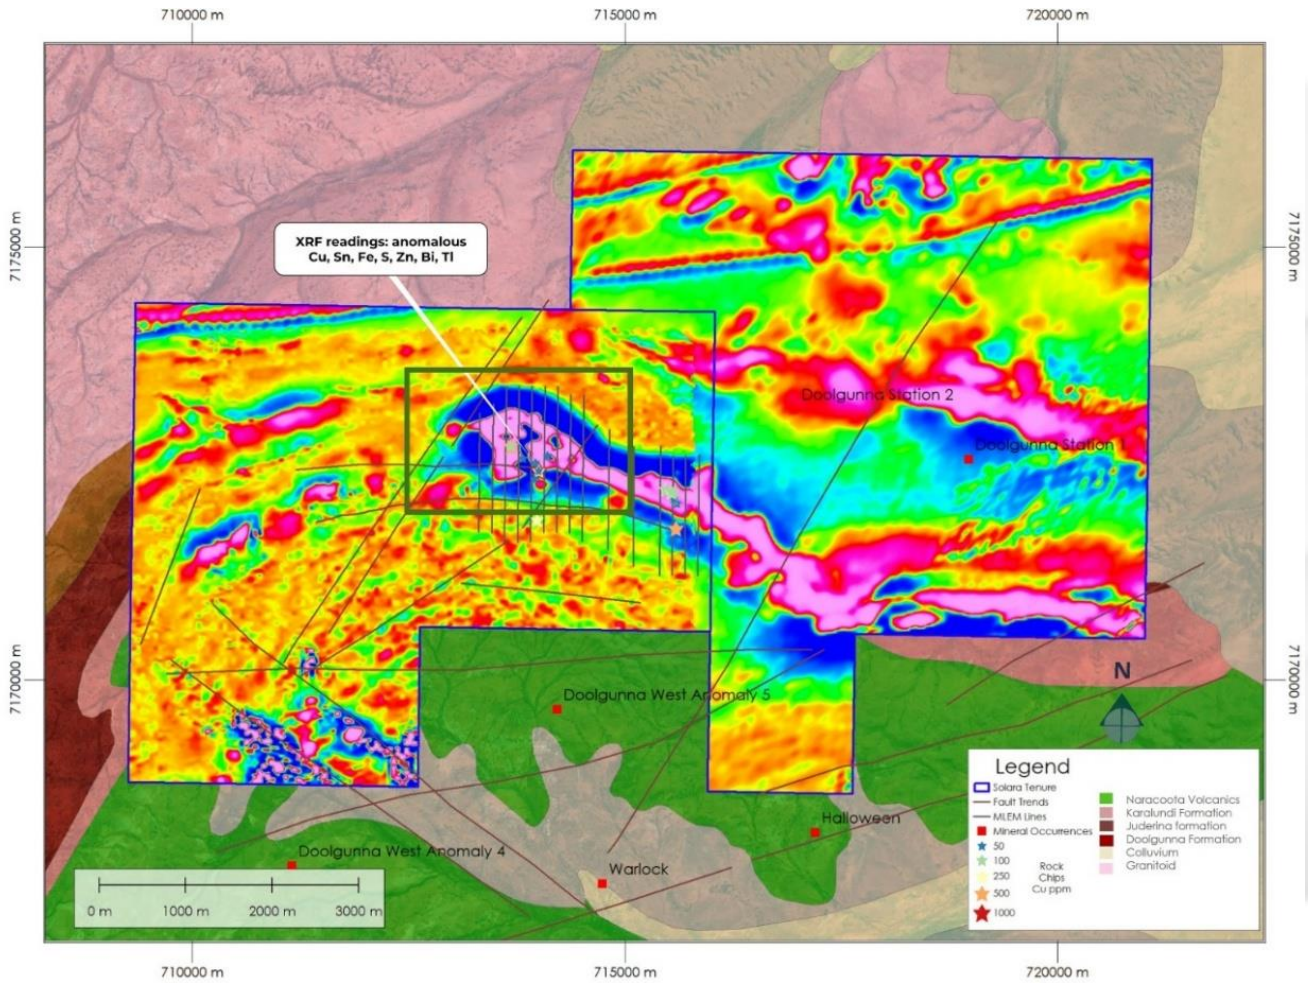 710000 m
715000 m
720000 m
7175000 m
7175000 m
XRF readings: anomalous
Cu, Sn, Fe, S, Zn, Bi, Tl
Doolgunna Station 2
Doolgunna Station 1
7170000 m
7170000 m
N
Doolgunna West Anomaly 5
Halloween
Doolgunna West Anomaly 4
Warlock
0 m
1000 m
2000 m
3000 m
Legend
Solara Tenure
Fault Trends
MLEM Lines
Mineral Occurrences
50
100
250
500
1000
Rock
Chips
Cu ppm
Naracoota Volcanics
Karalundi Formation
Juderina formation
Doolgunna Formation
Colluvium
Granitoid
710000 m
715000 m
720000 m